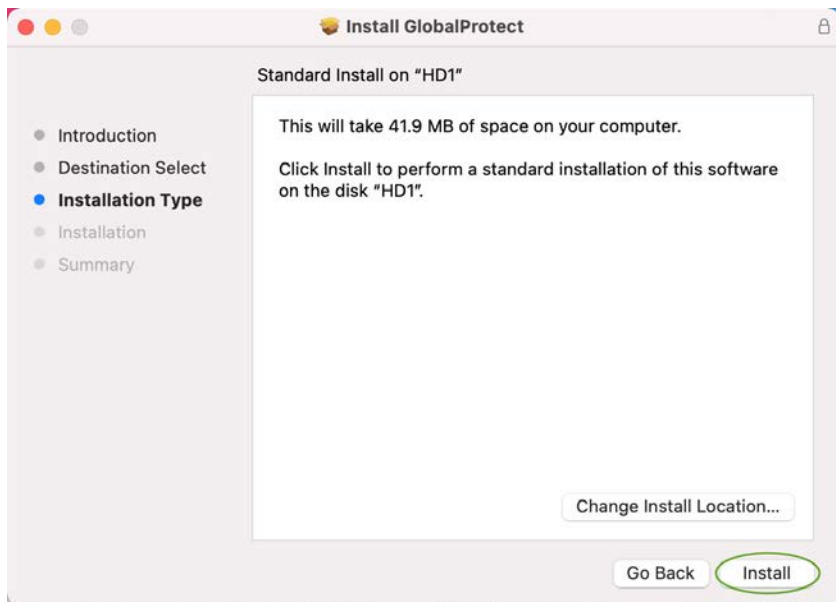 Install GlobalProtect
Standard Install on “HD1”
Introduction
Destination Select
Installation Type
Installation
Summary
This will take 41.9 MB of space on your computer.
Click Install to perform a standard installation of this software
on the disk “HD1”.
Change Install Location...
Go Back
Install